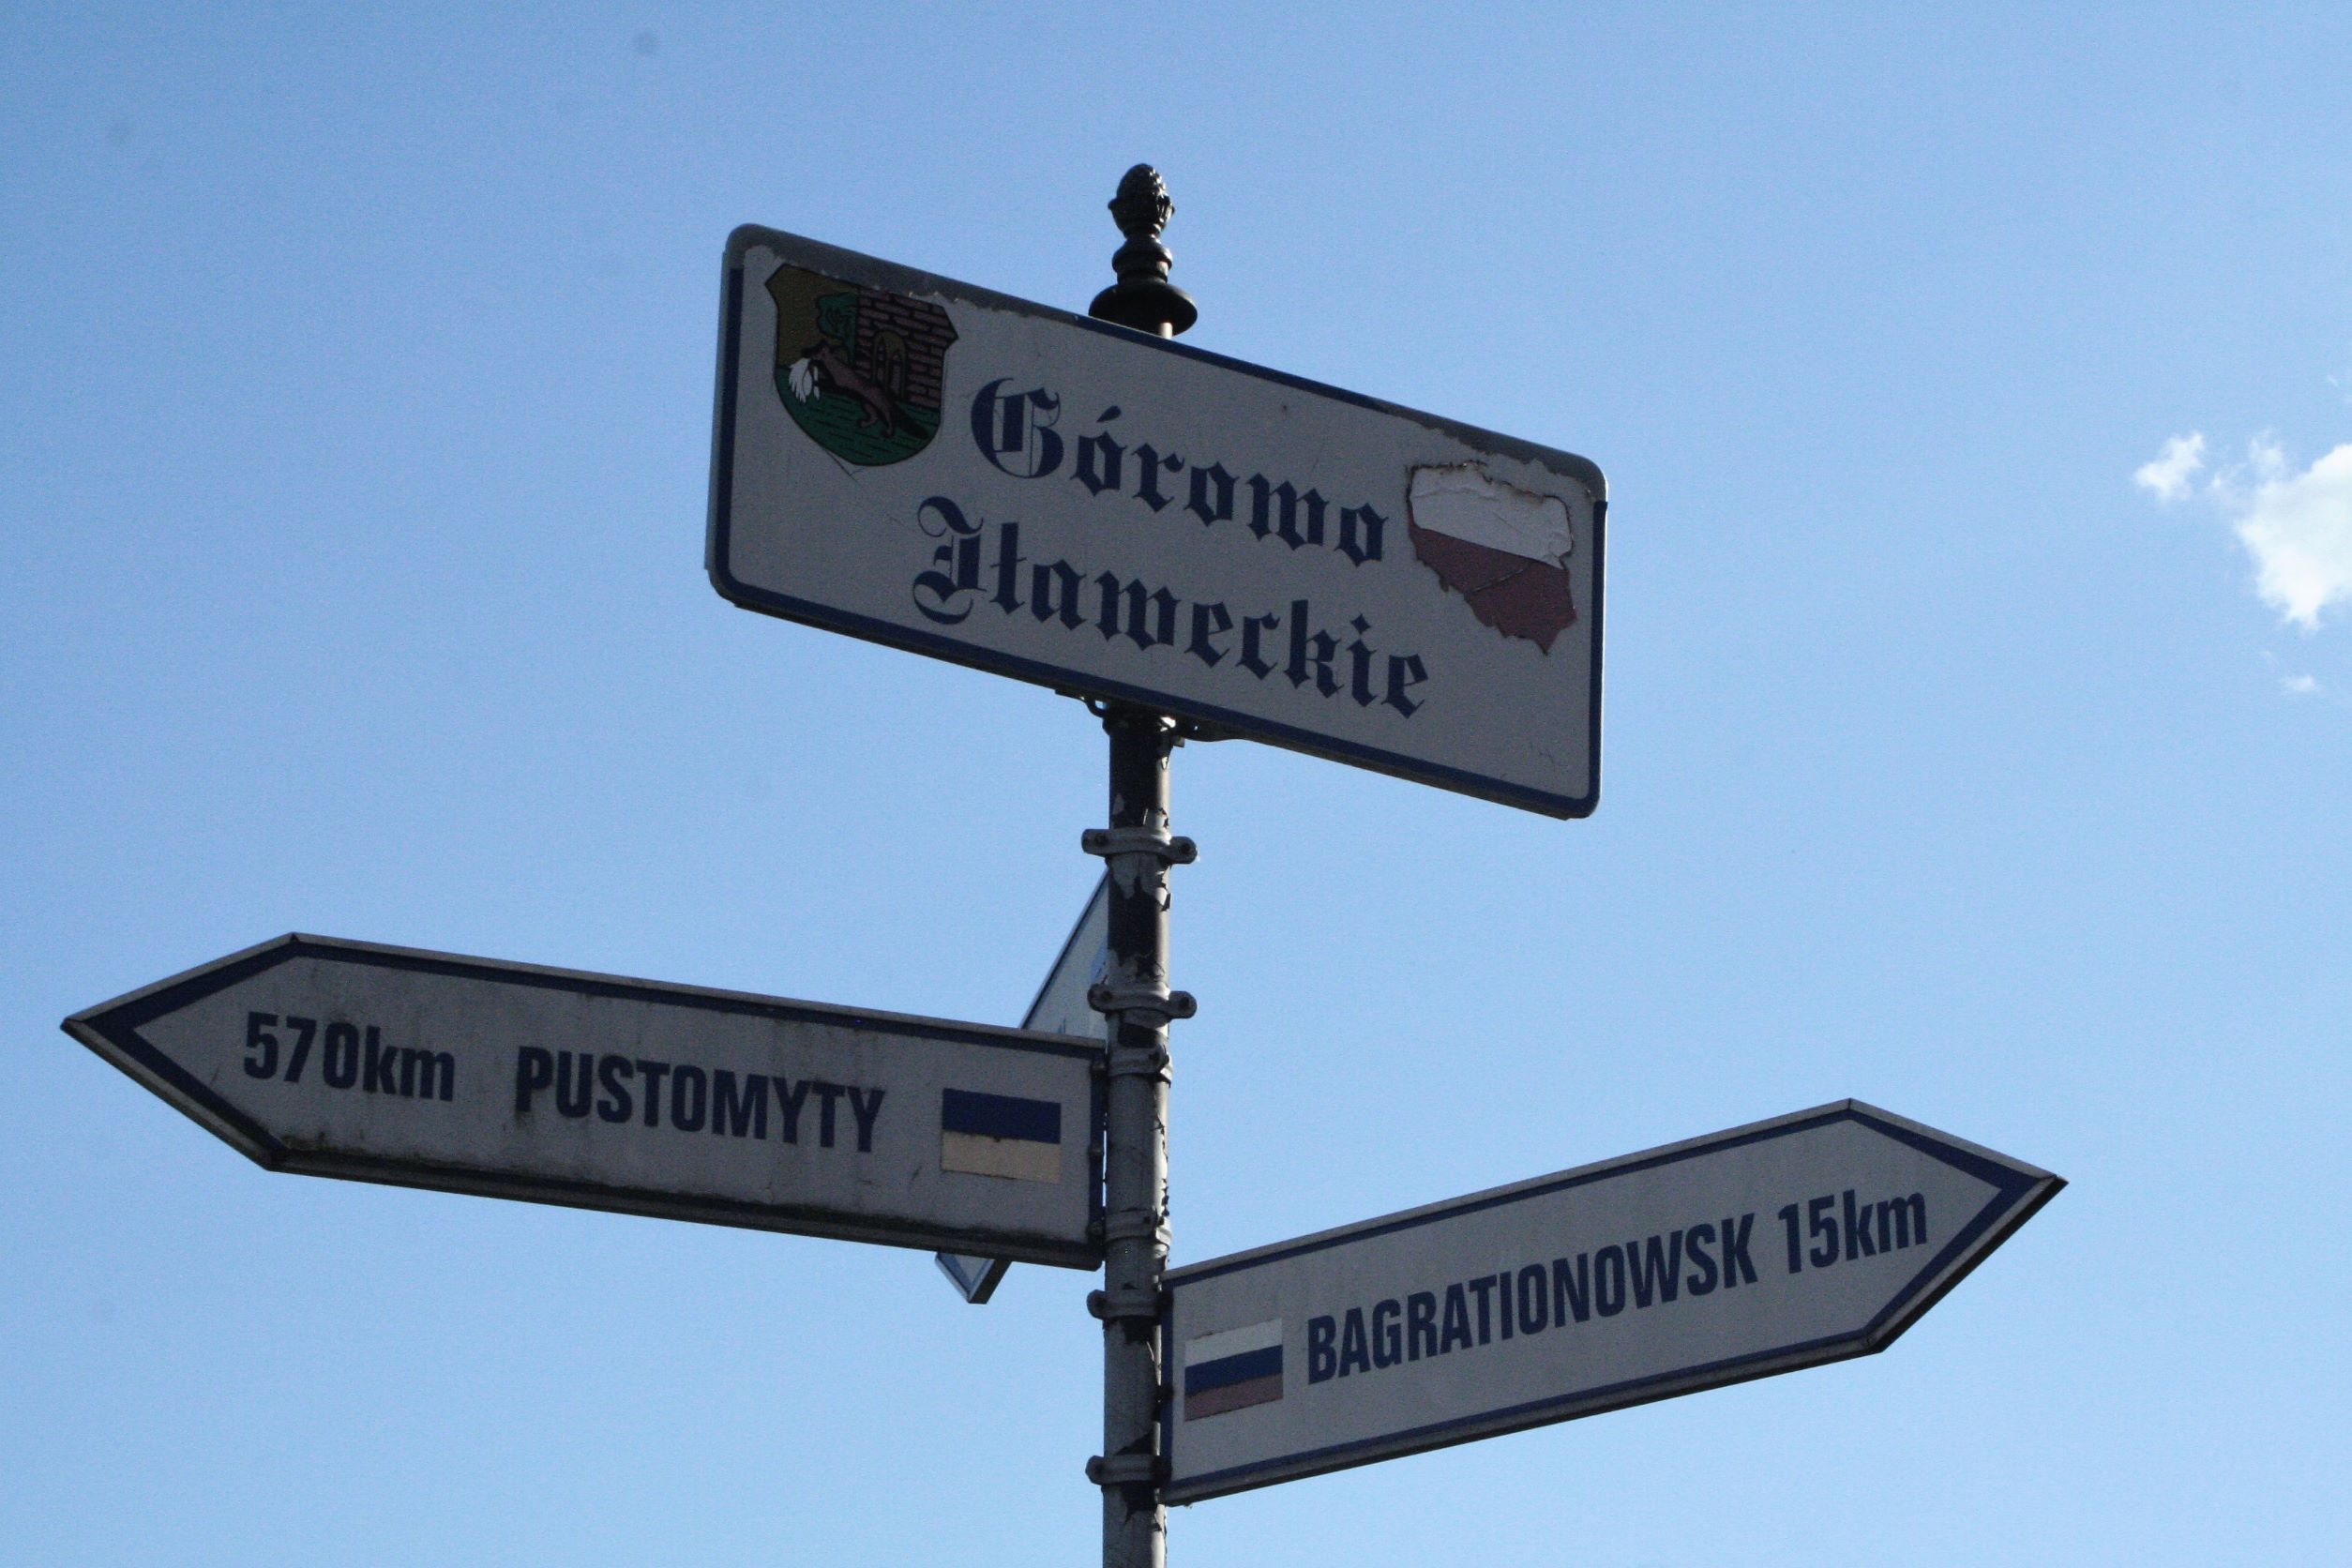 Górowo
Iławeckie
570km PUSTOMYTY
BAGRATIONOWSK 15km